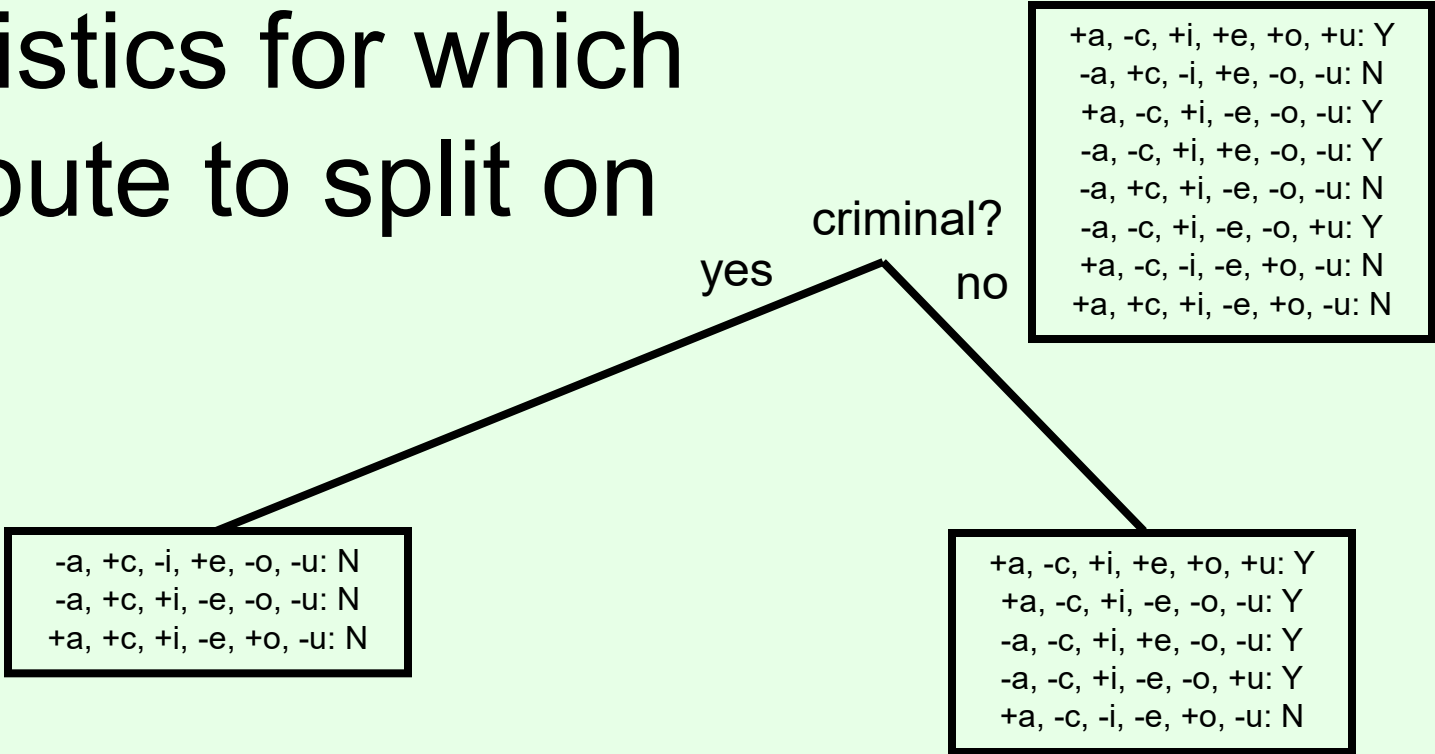 istics for which
oute to split on
+a, -c, +i, +e, +o, +u: Y
-a, +c, -i, +e, -o, -u: N
+a, -c, +i, -e, -o, -u: Y
-a, -c, +i, +e, -o, -u: Y
-a, +c, +i, -e, -o, -u: N
-a, -c, +i, -e, -o, +u: Y
+a, -c, -i, -e, +o, -u: N
+a, +c, +i, -e, +o, -u: N
criminal?
yes
no
-a, +c, -i, +e, -o, -u: N
-a, +c, +i, -e, -o, -u: N
+a, +c, +i, -e, +o, -u: N
+a, -c, +i, +e, +o, +u: Y
+a, -c, +i, -e, -o, -u: Y
-a, -c, +i, +e, -o, -u: Y
-a, -c, +i, -e, -o, +u: Y
+a, -c, -i, -e, +o, -u: N